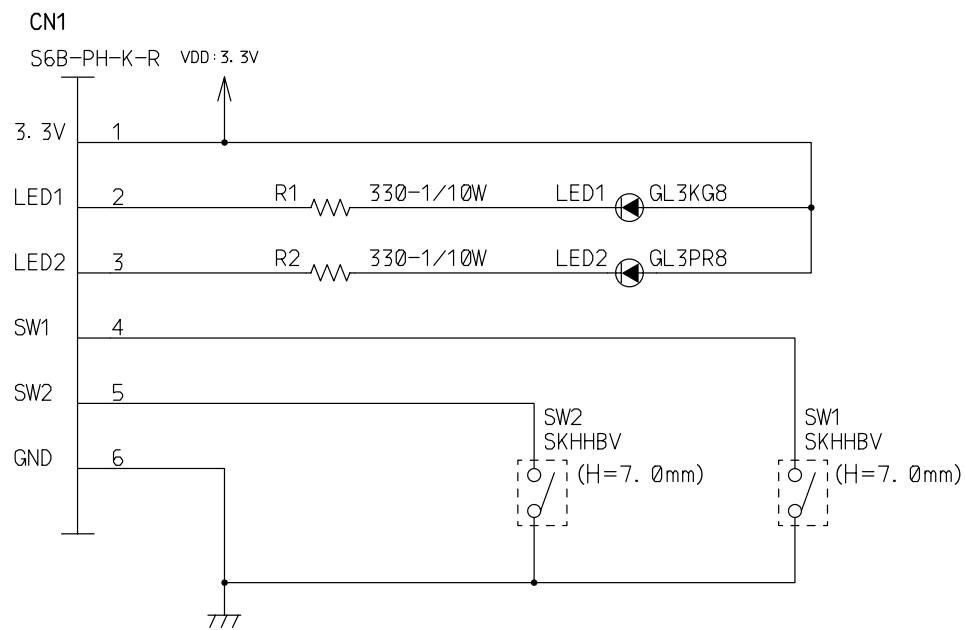 CN1
S6B-PH-K-R VDD:3.3V
3.3V 1
LED1 2 R1 330-1/10W LED1 GL3KG8
LED2 3 R2 330-1/10W LED2 GL3PR8
SW1 4
SW2 5
SW2 SW1
SKHHBV SKHHBV
GND 6
(H=7.0mm) (H=7.0mm)